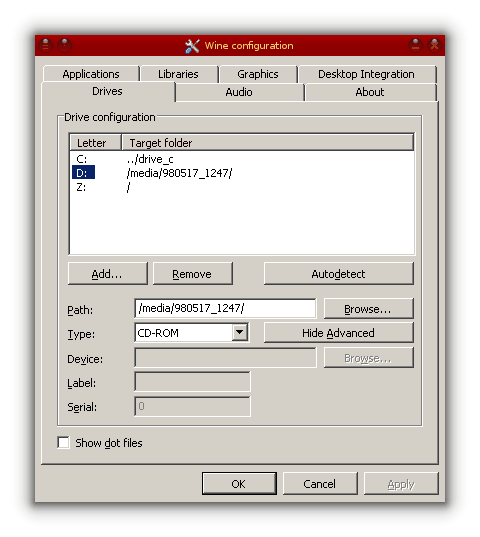 Wine configuration
Applications Libraries Graphics Desktop Integration
Drives Audio About
Drive configuration
Letter Target folder
C: ../drive_c
D: /media/980517_1247/
Z: /
Add... Remove Autodetect
Path: /media/980517_1247/ Browse...
Type: CD-ROM Hide Advanced
Device: Browse...
Label:
Serial: 0
Show dot files
OK Cancel Apply